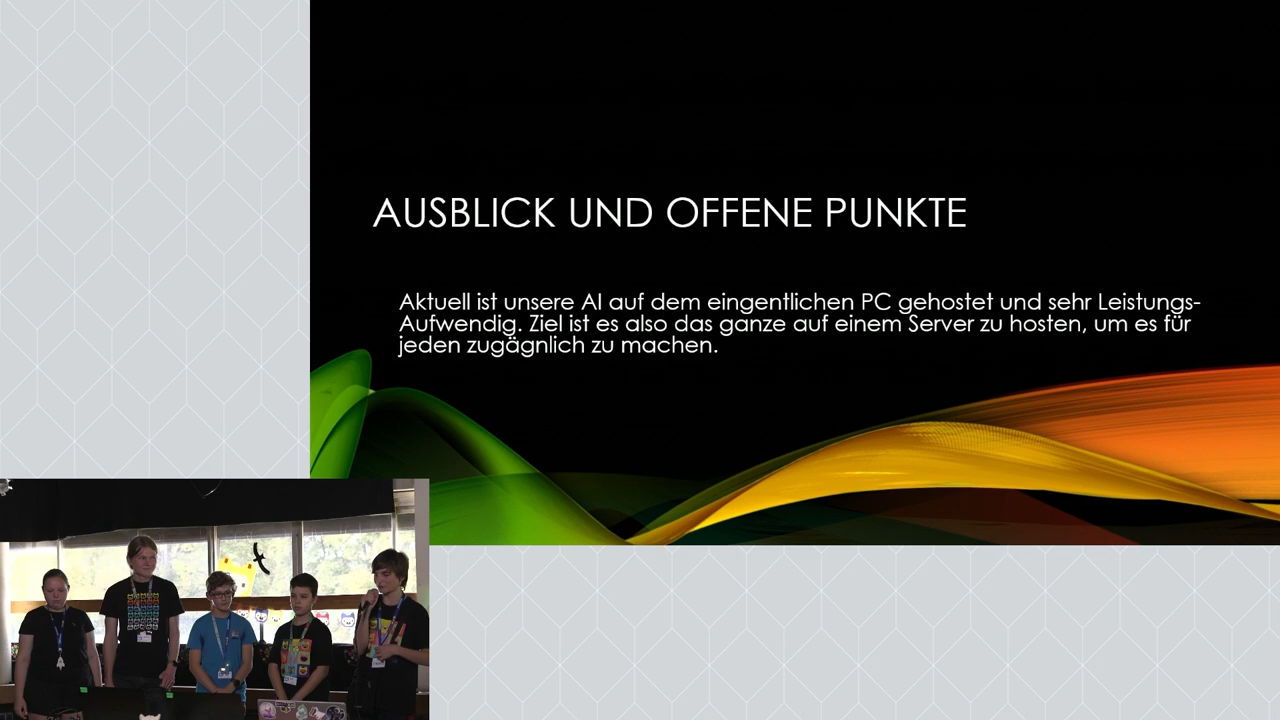 AUSBLICK UND OFFENE PUNKTE
Aktuell ist unsere AI auf dem eingentlichen PC gehostet und sehr Leistungs-
Aufwendig. Ziel ist es also das ganze auf einem Server zu hosten, um es für
jeden zugägnlich zu machen.